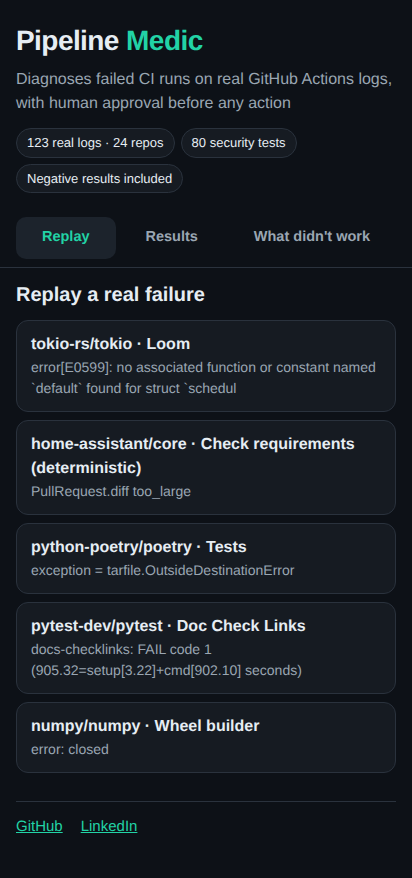 Pipeline Medic
Diagnoses failed CI runs on real GitHub Actions logs,
with human approval before any action
123 real logs · 24 repos
80 security tests
Negative results included
Replay
Results
What didn't work
Replay a real failure
tokio-rs/tokio · Loom
error[E0599]: no associated function or constant named
`default` found for struct `schedul
home-assistant/core · Check requirements
(deterministic)
PullRequest.diff too_large
python-poetry/poetry · Tests
exception = tarfile.OutsideDestinationError
pytest-dev/pytest · Doc Check Links
docs-checklinks: FAIL code 1
(905.32=setup[3.22]+cmd[902.10] seconds)
numpy/numpy · Wheel builder
error: closed
GitHub
LinkedIn